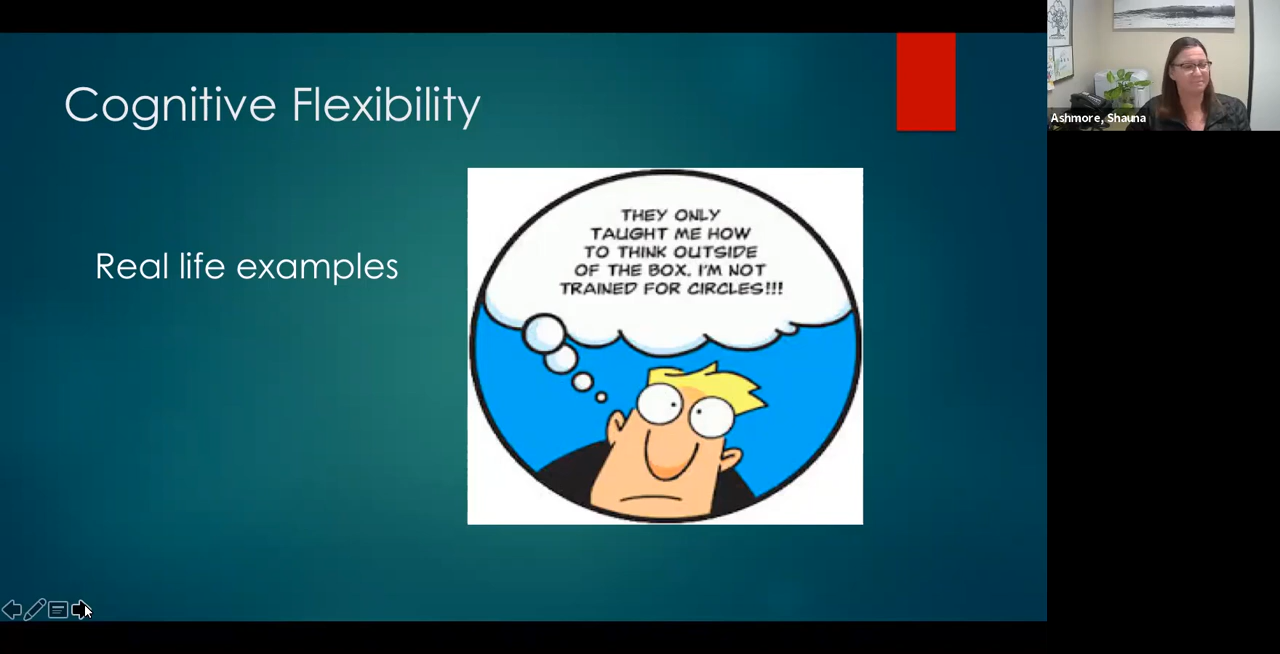 Cognitive Flexibility
Real life examples
THEY ONLY
TAUGHT ME HOW
TO THINK OUTSIDE
OF THE BOX. I'M NOT
TRAINED FOR CIRCLES!!!
Ashmore, Shauna